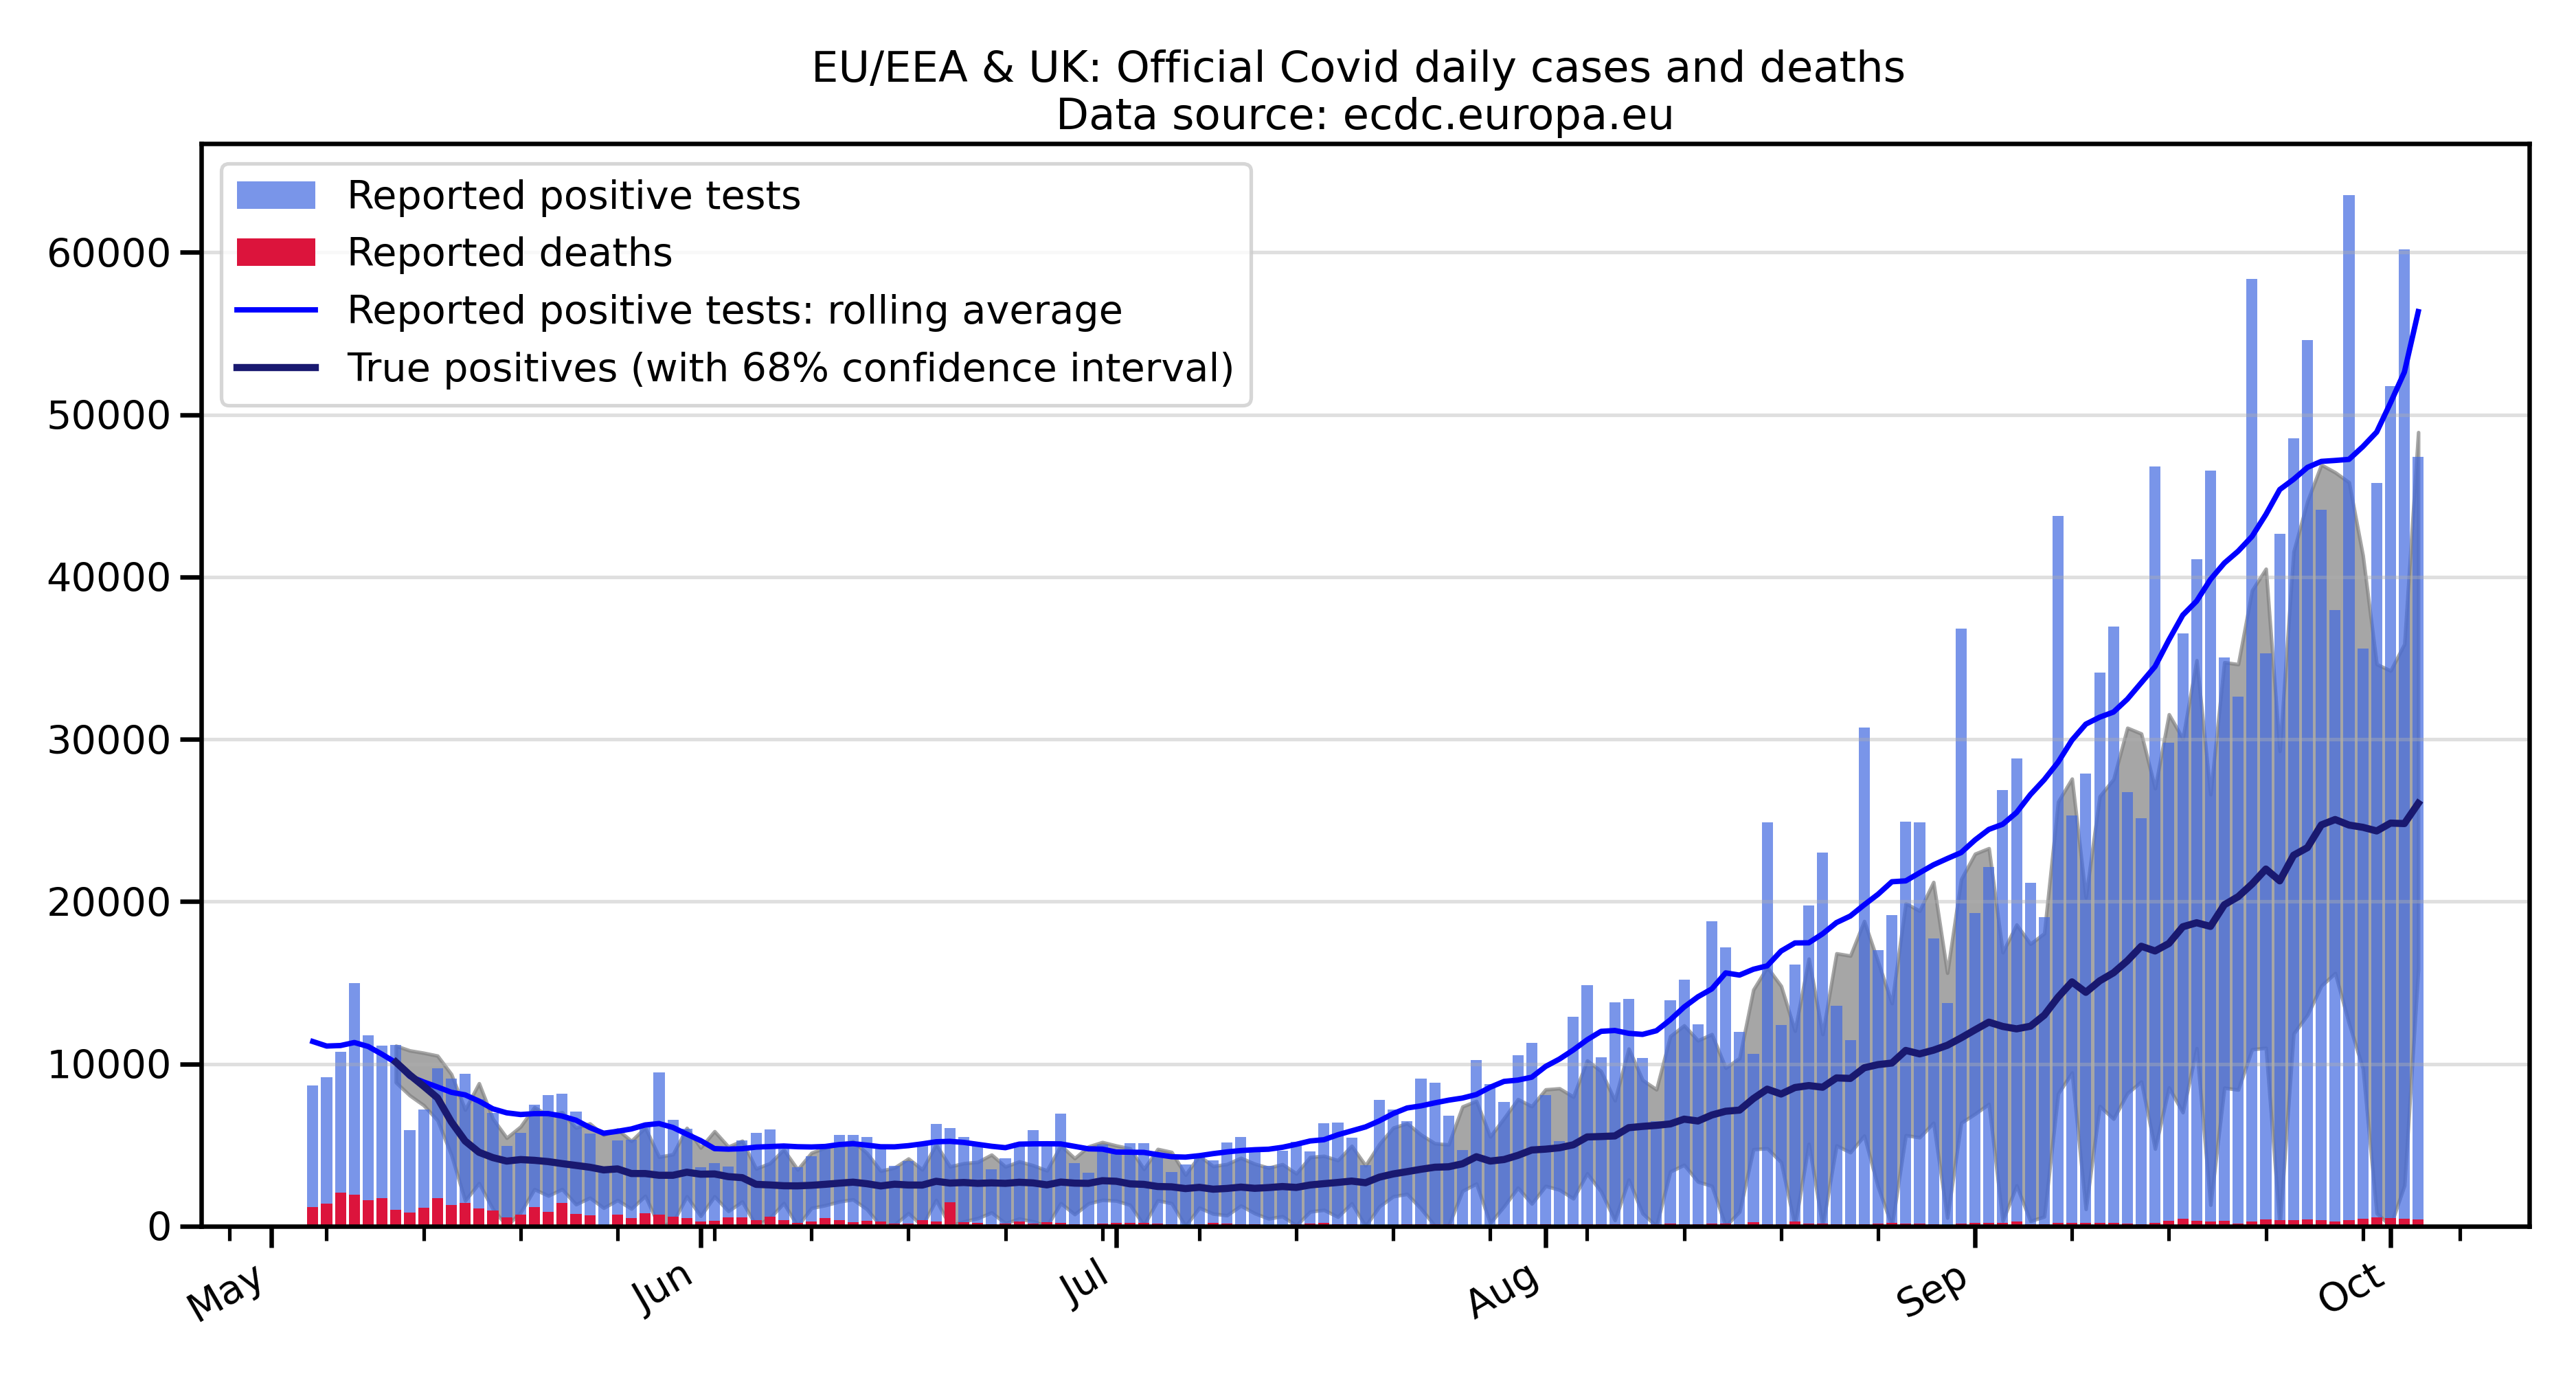 EU/EEA & UK: Official Covid daily cases and deaths
Data source: ecdc.europa.eu
Reported positive tests
Reported deaths
Reported positive tests: rolling average
True positives (with 68% confidence interval)
60000
50000
40000
30000
20000
10000
0
May Jun Jul Aug Sep Oct